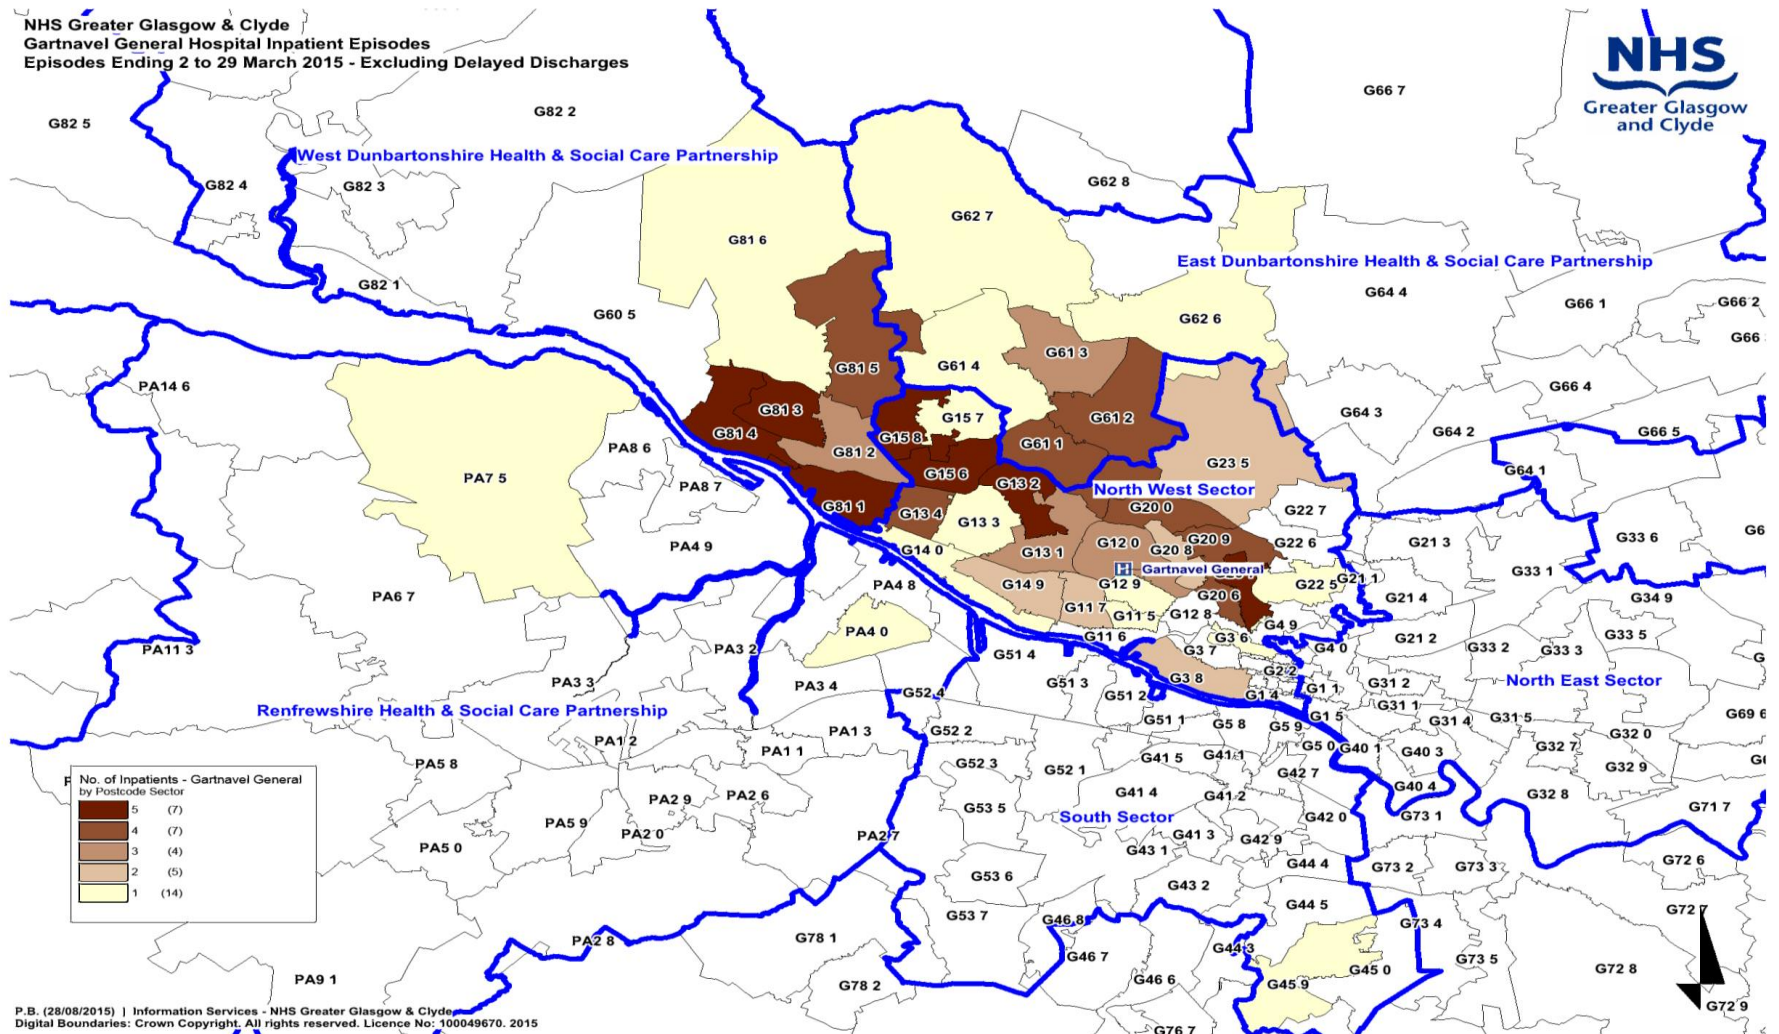 NHS Greater Glasgow & Clyde
Gartnavel General Hospital Inpatient Episodes
Episodes Ending 2 to 29 March 2015 - Excluding Delayed Discharges
NHS
Greater Glasgow
and Clyde
G66 7
G82 2
G82 5
West Dunbartonshire Health & Social Care Partnership
G82 4
G82 3
G62 8
G62 7
G81 6
East Dunbartonshire Health & Social Care Partnership
G82 1
G64 4
G66 1
G66 2
G60 5
G62 6
G66
G61 3
G81 5
G61 4
PA14 6
G66 4
G81 3
G64 3
G15 7
G61 2
G81 4
G15 8
G61 1
G64 2
G66 5
PA8 6
G81 2
G23 5
G64 1
PA7 5
G15 6
PA8 7
G13 2
North West Sector
G81 1
G20 0
G22 7
G13 4
G13 3
G6
PA4 9
G14 0
G13 1
G12 0
G20 8
G20 9
G22 6
G21 3
G33 6
Gartnavel General
G33 1
PA4 8
G14 9
G12 9
G22 5
G21 1
PA6 7
G20 6
G21 4
G34 9
G11 7
G11 5
G12 8
G4 9
PA4 0
G11 6
G3 6
G21 2
G33 5
PA11 3
PA3 2
G51 4
G3 7
G4 0
G33 2
G33 3
G
PA3 3
PA3 4
G52 4
G51 3
G3 8
G2 2
G1 1
G31 2
North East Sector
G51 2
G1 4
G31 1
Renfrewshire Health & Social Care Partnership
G51 1
G5 8
G5 9
G1 5
G31 4
G31 5
G69 6
PA1 2
PA1 1
PA1 3
G52 2
G5 0
G40 1
G40 3
G32 7
G32 0
PA5 8
G52 3
G52 1
G41 5
G41 1
G42 7
G32 9
P
No. of Inpatients - Gartnavel General
by Postcode Sector
5 (7)
4 (7)
3 (4)
2 (5)
1 (14)
PA2 9
PA2 6
G41 4
G41 2
G40 4
G32 8
PA5 9
PA2 0
G53 5
South Sector
G42 0
G73 1
G71 7
PA5 0
PA2 7
G43 1
G41 3
G42 9
G53 6
G44 4
G73 2
G73 3
G72 6
G43 2
G53 7
G46 8
G44 5
G73 4
G72 7
PA2 8
G78 1
G46 7
G44 3
G73 5
G72 8
PA9 1
G78 2
G46 6
G45 9
G45 0
G72 9
P.B. (28/08/2015) | Information Services - NHS Greater Glasgow & Clyde
Digital Boundaries: Crown Copyright. All rights reserved. Licence No: 100049670. 2015
G76 7